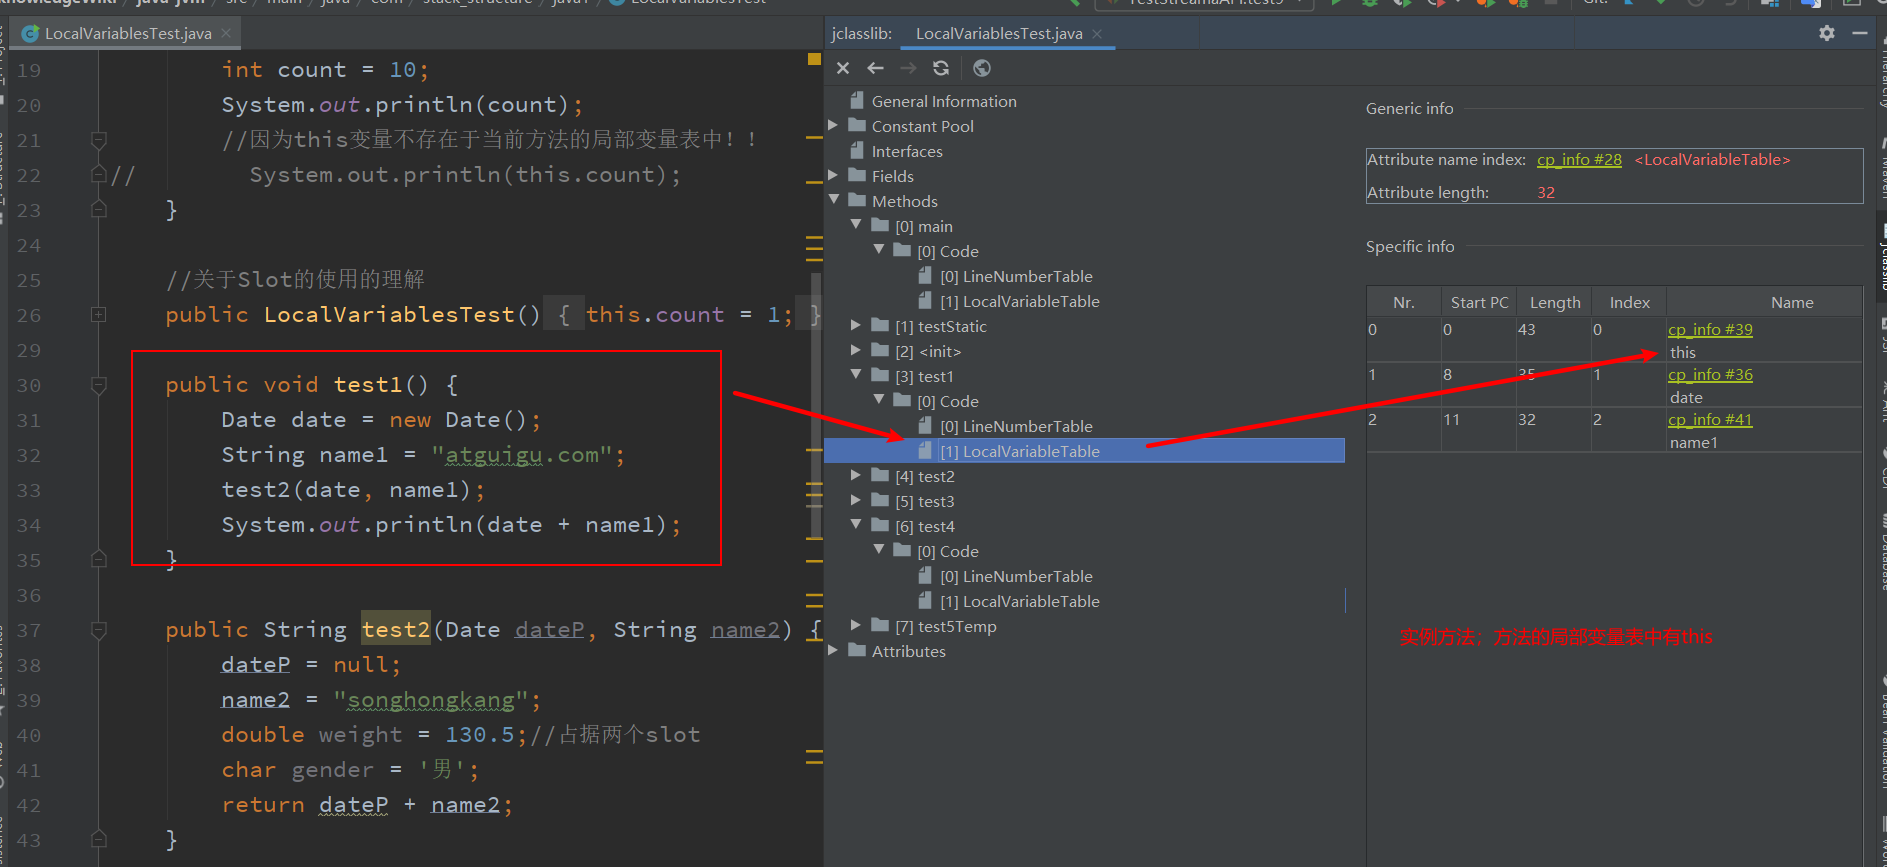 LocalVariablesTest.java
19 int count = 10;
20 System.out.println(count);
21 //因为this变量不存在于当前方法的局部变量表中！！
22 // System.out.println(this.count);
23 }
24
25 //关于Slot的使用的理解
26 public LocalVariablesTest() { this.count = 1; }
29
30 public void test1() {
31 Date date = new Date();
32 String name1 = "atguigu.com";
33 test2(date, name1);
34 System.out.println(date + name1);
35 }
36
37 public String test2(Date dateP, String name2) {
38 dateP = null;
39 name2 = "songhongkang";
40 double weight = 130.5;//占据两个slot
41 char gender = '男';
42 return dateP + name2;
43 }
jclasslib: LocalVariablesTest.java
General Information
Constant Pool
Interfaces
Fields
Methods
[0] main
[0] Code
[0] LineNumberTable
[1] LocalVariableTable
[1] testStatic
[2] <init>
[3] test1
[0] Code
[0] LineNumberTable
[1] LocalVariableTable
[4] test2
[5] test3
[6] test4
[0] Code
[0] LineNumberTable
[1] LocalVariableTable
[7] test5Temp
Attributes
Generic info
Attribute name index: cp_info #28 <LocalVariableTable>
Attribute length: 32
Specific info
Nr. Start PC Length Index Name
0 0 43 0 cp_info #39
this
1 8 35 1 cp_info #36
date
2 11 32 2 cp_info #41
name1
实例方法；方法的局部变量表中有this